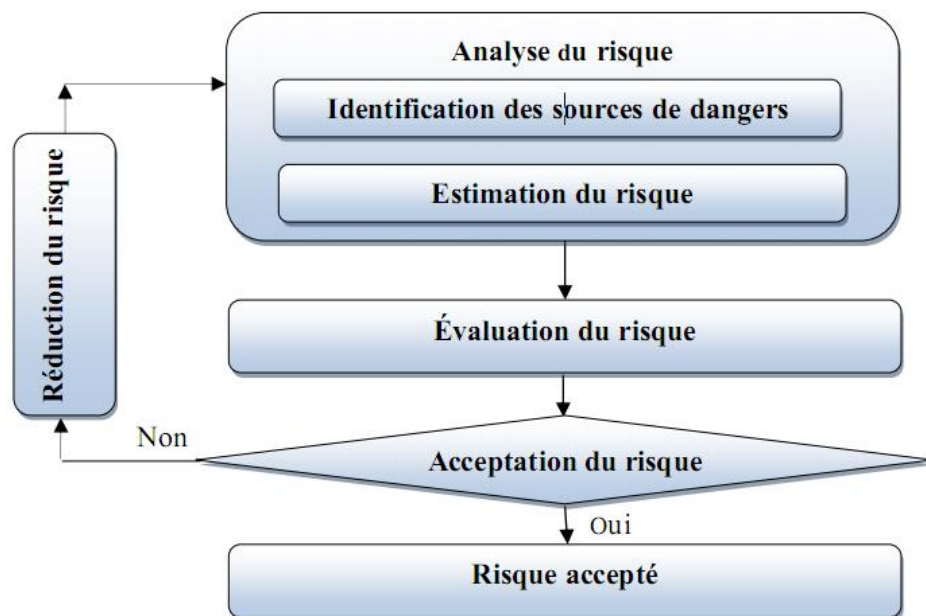 Analyse du risque
Identification des sources de dangers
Estimation du risque
Réduction du risque
Évaluation du risque
Non
Acceptation du risque
Oui
Risque accepté